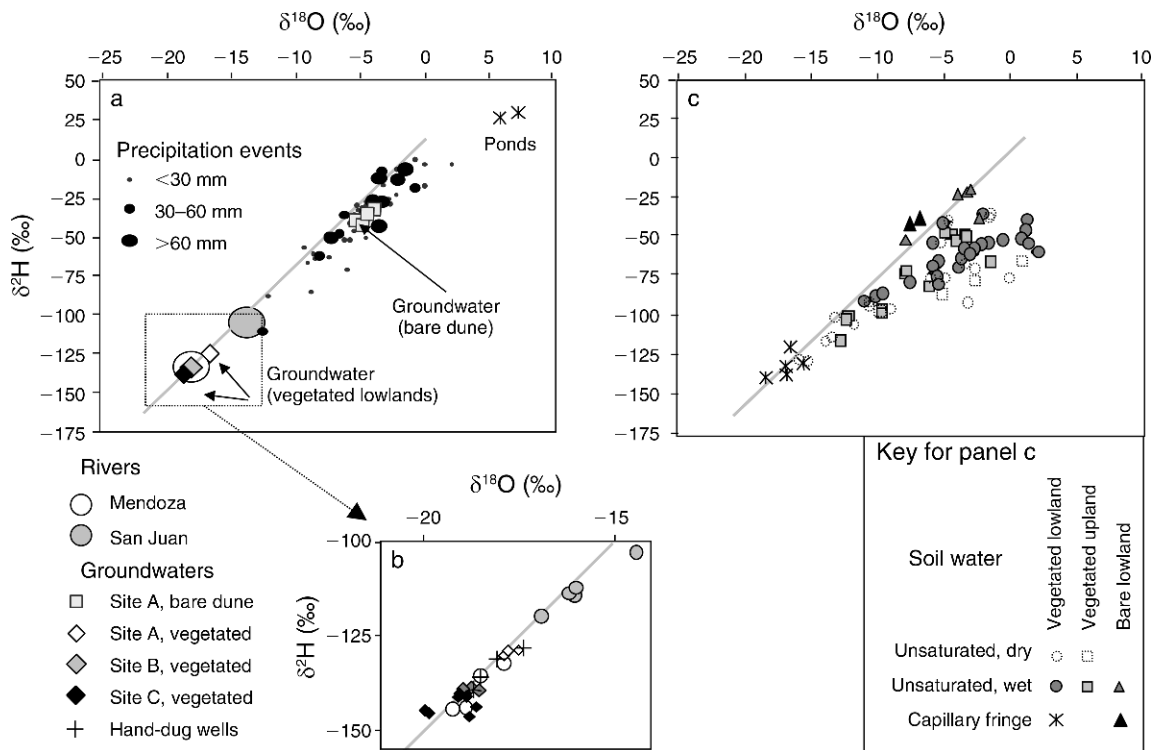 δ18O (‰)
−25 −20 −15 −10 −5 0 5 10
50
25
0
−25
−50
−75
−100
−125
−150
−175
δ2H (‰)
a
Precipitation events
<30 mm
30–60 mm
>60 mm
Ponds
Groundwater
(bare dune)
Groundwater
(vegetated lowlands)
δ18O (‰)
−25 −20 −15 −10 −5 0 5 10
50
25
0
−25
−50
−75
−100
−125
−150
−175
c
Rivers
Mendoza
San Juan
Groundwaters
Site A, bare dune
Site A, vegetated
Site B, vegetated
Site C, vegetated
Hand-dug wells
δ18O (‰)
−20 −15
−100
−125
−150
δ2H (‰)
b
Key for panel c
Soil water
Vegetated lowland
Vegetated upland
Bare lowland
Unsaturated, dry
Unsaturated, wet
Capillary fringe